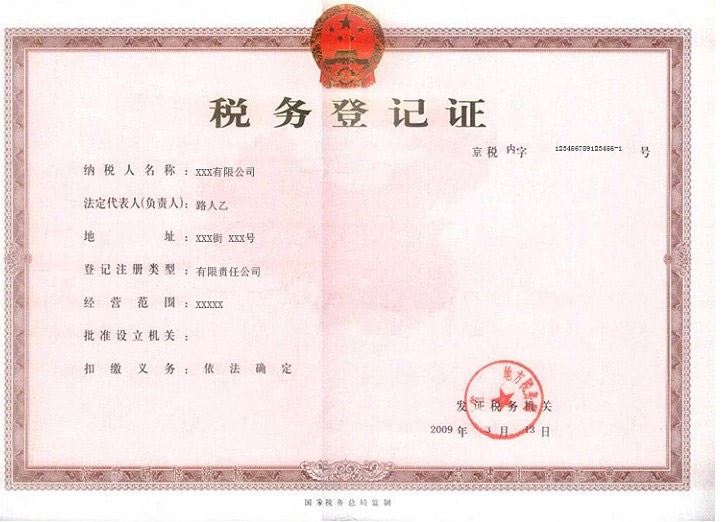 税务登记证
京税 内字 123456789123456-1 号
纳税人名称：XXX有限公司
法定代表人(负责人)：路人乙
地址：XXX街 XXX号
登记注册类型：有限责任公司
经营范围：XXXXX
批准设立机关：
扣缴义务：依法确定
地方税务
发证税务机关
2009 年 月 13 日
国家税务总局监制